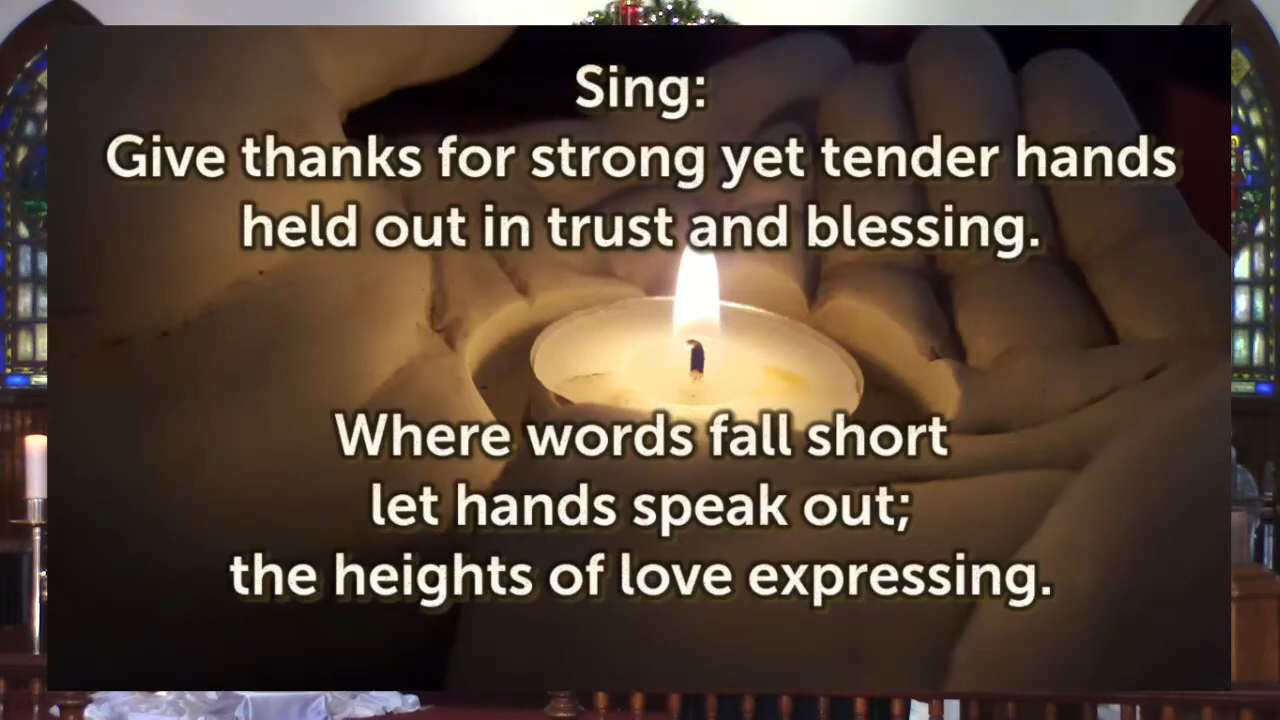 Sing:
Give thanks for strong yet tender hands
held out in trust and blessing.
Where words fall short
let hands speak out;
the heights of love expressing.